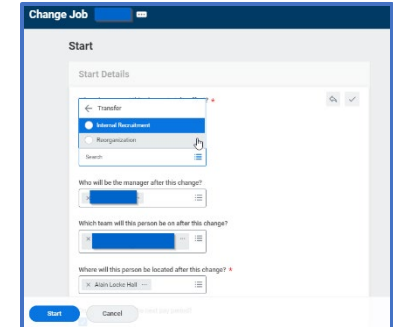 Change Job
Start
Start Details
Transfer
Internal Recruitment
Reorganization
Search
Who will be the manager after this change?
Which team will this person be on after this change?
Where will this person be located after this change? *
× Alain Locke Hall
Start
Cancel